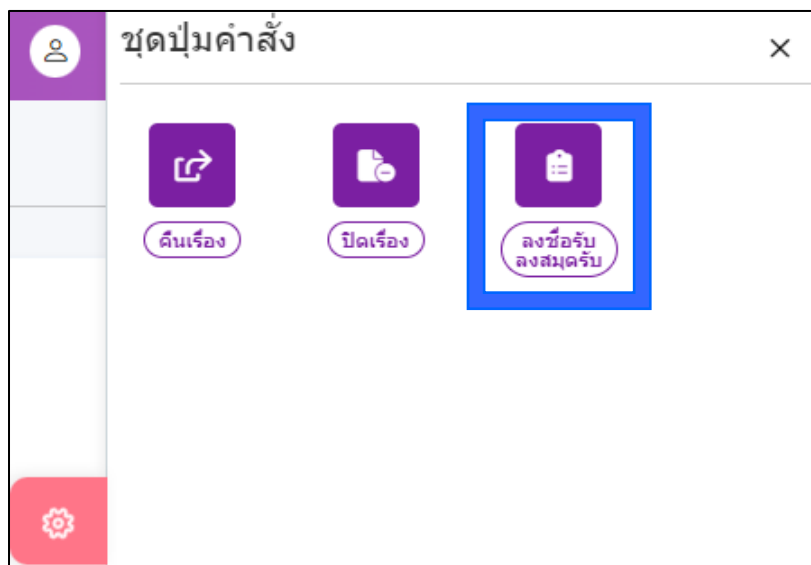 ชุดปุ่มคำสั่ง
คืนเรื่อง
ปิดเรื่อง
ลงชื่อรับ
ลงสมุดรับ